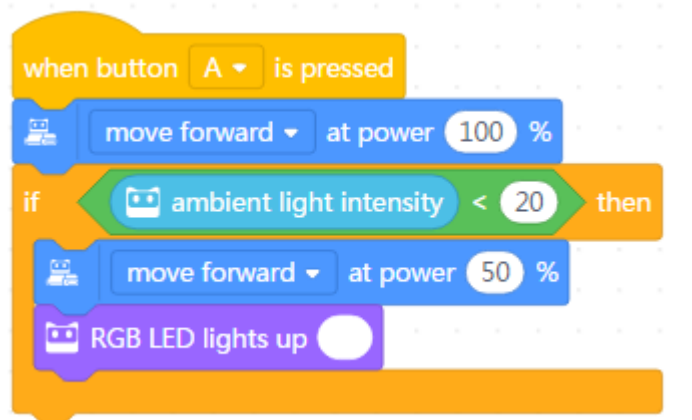 when button A is pressed
move forward at power 100 %
if ambient light intensity < 20 then
move forward at power 50 %
RGB LED lights up